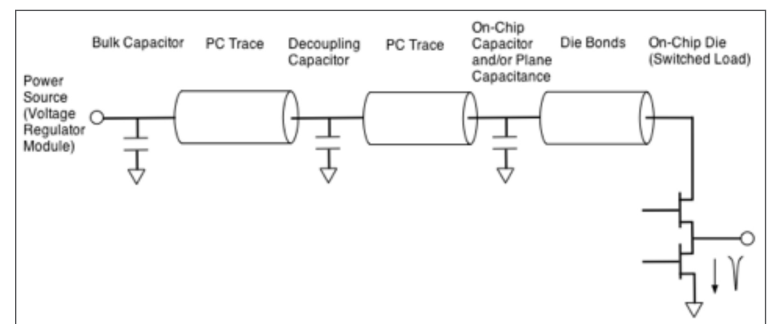 Bulk Capacitor
PC Trace
Decoupling
Capacitor
PC Trace
On-Chip
Capacitor
and/or Plane
Capacitance
Die Bonds
On-Chip Die
(Switched Load)
Power
Source
(Voltage
Regulator
Module)